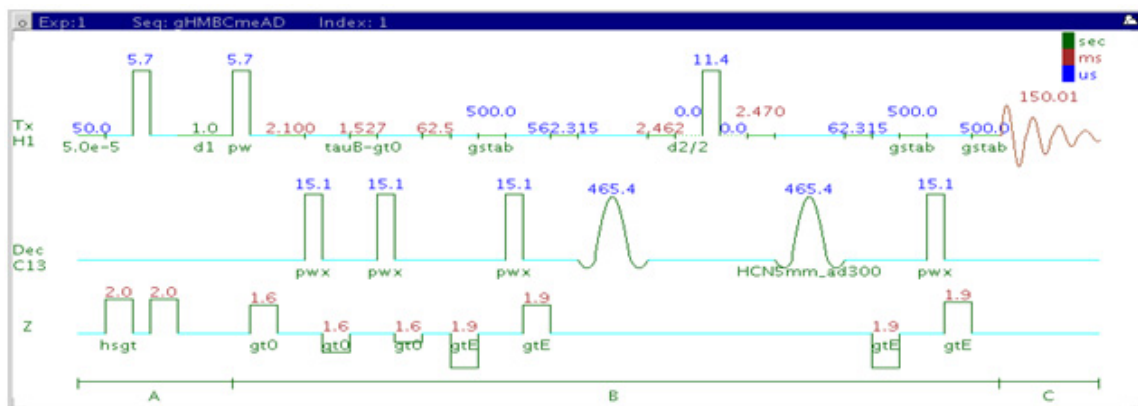 Exp:1 Seq: gHMBCmeAD Index: 1
sec
ms
us
5.7 5.7 11.4
150.01
500.0 0.0 500.0
Tx
H1
50.0 1.0 2.100 1.527 62.5 562.315 2.462 0.0 2.470 62.315 500.0
5.0e-5 d1 pw tauB-gt0 gstab d2/2 gstab gstab
15.1 15.1 15.1 465.4 465.4 15.1
Dec
C13
pwx pwx pwx HCN5mm_ad300 pwx
2.0 2.0 1.6 1.6 1.6 1.9 1.9 1.9 1.9
Z
hsgt gt0 gt0 gt0 gtE gtE gtE gtE
A B C